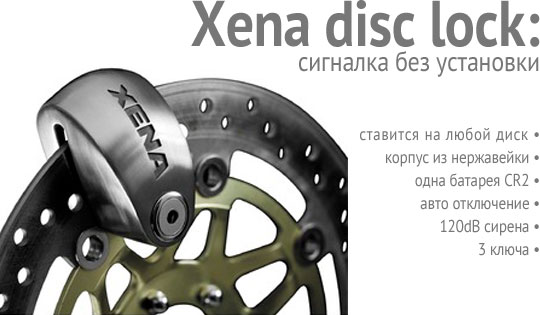 Xena disc lock:
сигналка без установки
XENA
ставится на любой диск •
корпус из нержавейки •
одна батарея CR2 •
авто отключение •
120dB сирена •
3 ключа •